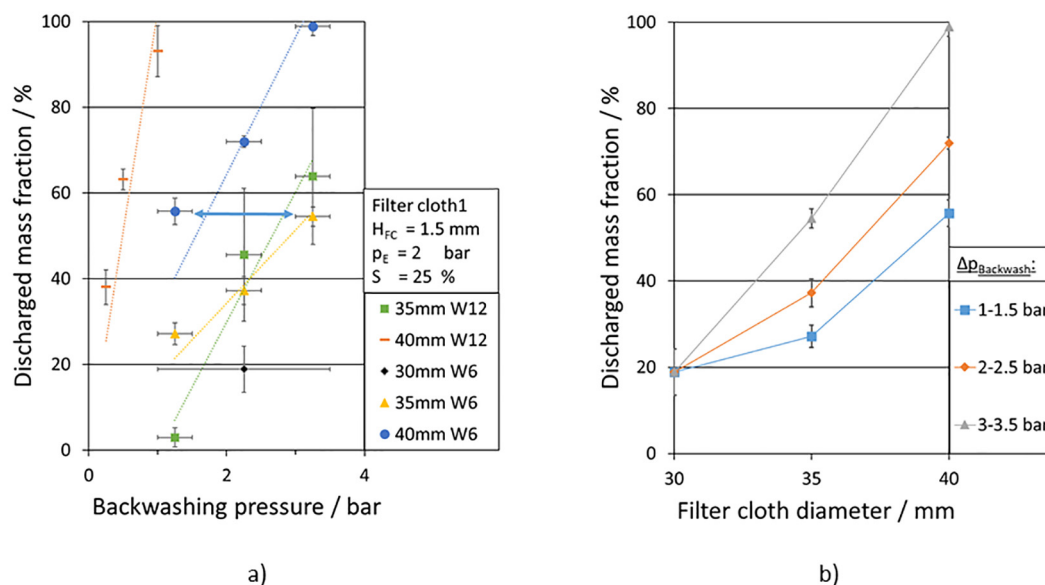 100
80
60
40
20
0
Discharged mass fraction / %
0
2
4
Backwashing pressure / bar
Filter cloth1
H_FC = 1.5 mm
p_E = 2 bar
S = 25 %
35mm W12
40mm W12
30mm W6
35mm W6
40mm W6
a)
b)
100
80
60
40
20
0
Discharged mass fraction / %
30
35
40
Filter cloth diameter / mm
Δp_Backwash:
1-1.5 bar
2-2.5 bar
3-3.5 bar